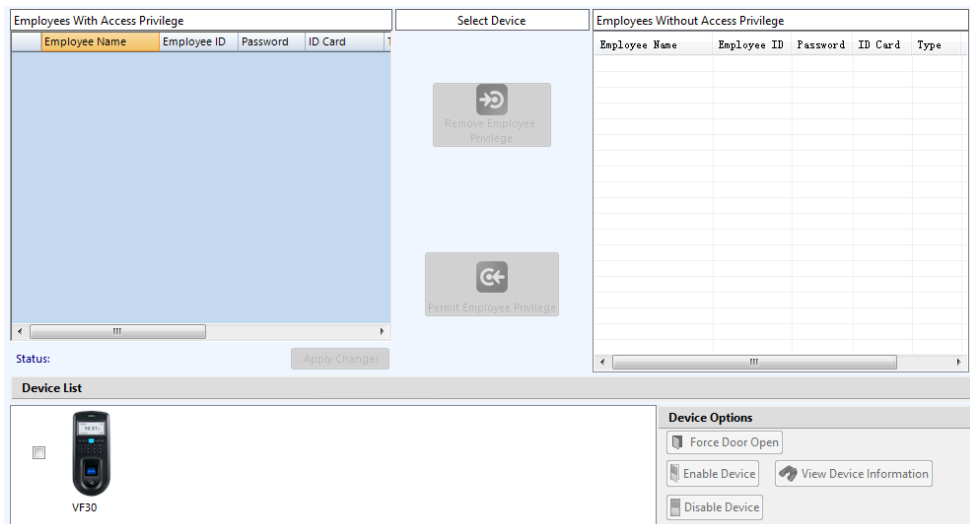 Employees With Access Privilege
Select Device
Employees Without Access Privilege
Employee Name Employee ID Password ID Card
Employee Name Employee ID Password ID Card Type
Remove Employee
Privilege
Permit Employee Privilege
Status:
Apply Changes
Device List
VF30
Device Options
Force Door Open
Enable Device
View Device Information
Disable Device